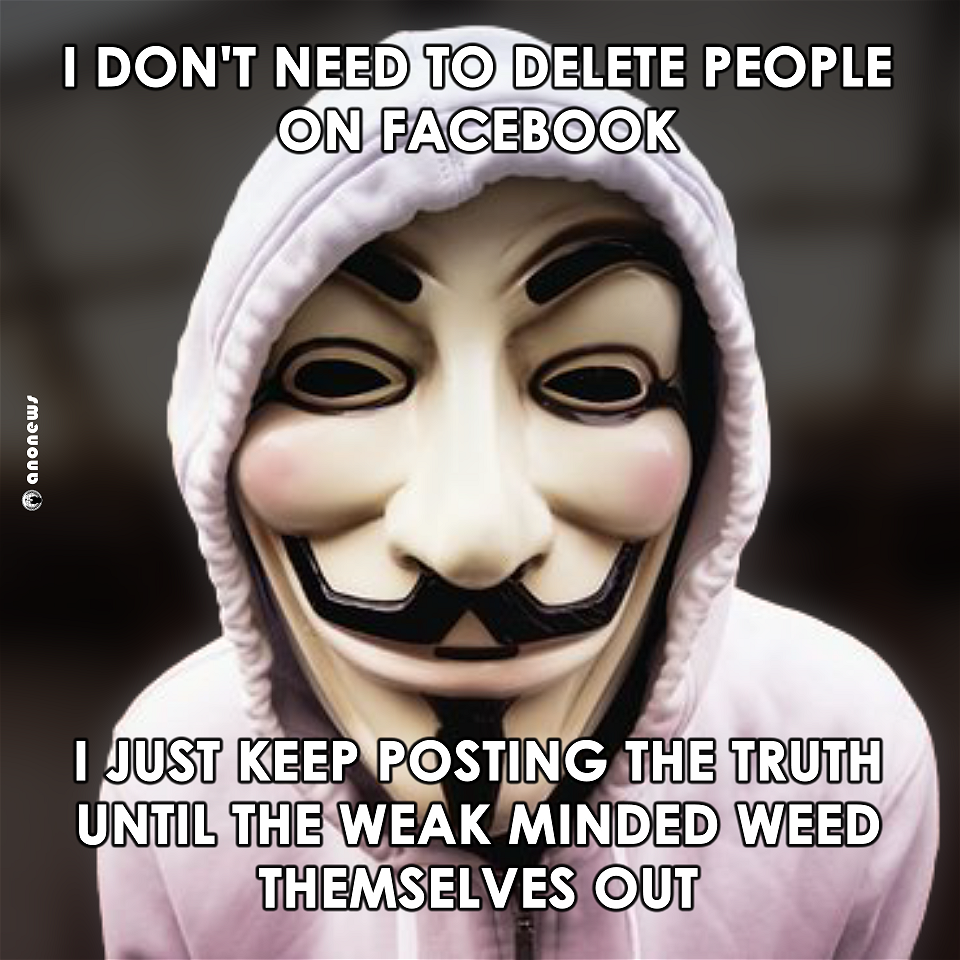 I DON'T NEED TO DELETE PEOPLE
ON FACEBOOK
anonews
I JUST KEEP POSTING THE TRUTH
UNTIL THE WEAK MINDED WEED
THEMSELVES OUT